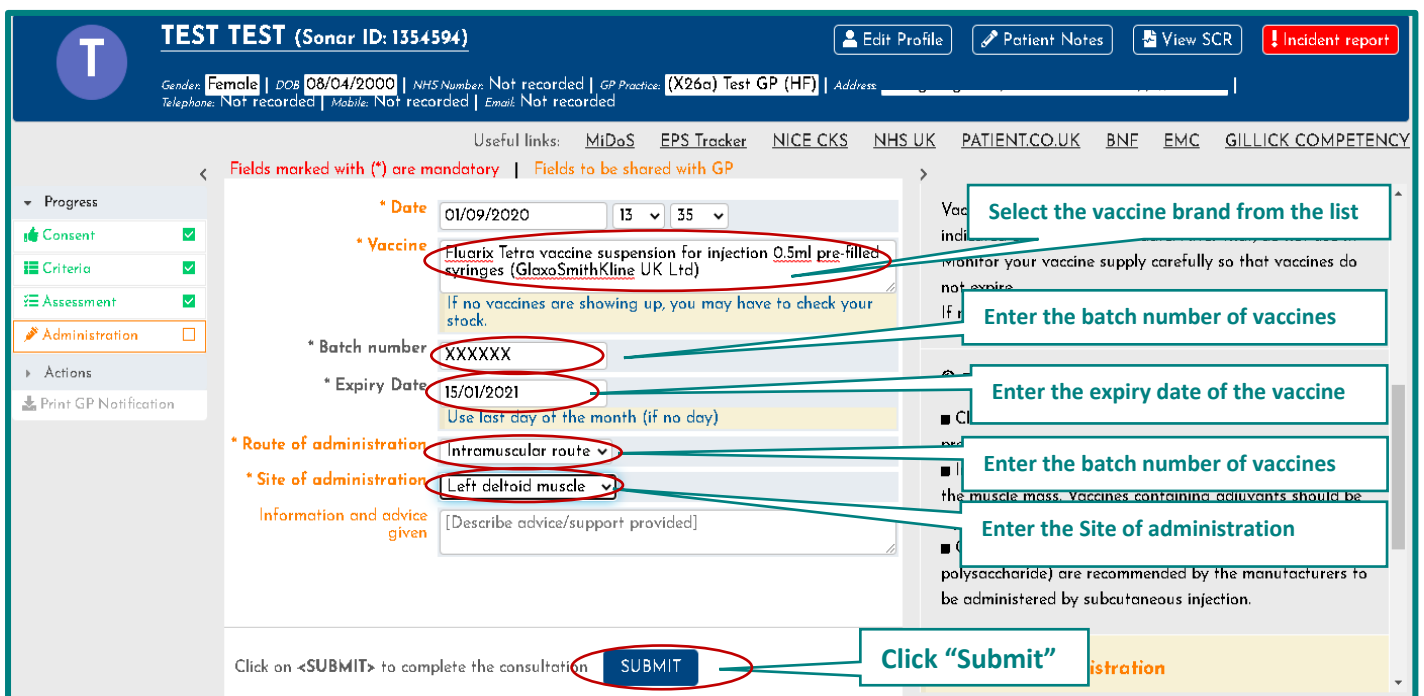 T
TEST TEST (Sonar ID: 1354594)
Edit Profile
Patient Notes
View SCR
! Incident report
Gender: Female | DOB 08/04/2000 | NHS Number: Not recorded | GP Practice: (X26a) Test GP (HF) | Address:
Telephone: Not recorded | Mobile: Not recorded | Email: Not recorded
Useful links: MiDoS EPS Tracker NICE CKS NHS UK PATIENT.CO.UK BNF EMC GILLICK COMPETENCY
Fields marked with (*) are mandatory | Fields to be shared with GP
Progress
Consent
Criteria
Assessment
Administration
Actions
Print GP Notification
* Date 01/09/2020 13 35
* Vaccine Fluarix Tetra vaccine suspension for injection 0.5ml pre-filled
syringes (GlaxoSmithKline UK Ltd)
If no vaccines are showing up, you may have to check your
stock.
* Batch number XXXXXX
* Expiry Date 15/01/2021
Use last day of the month (if no day)
* Route of administration Intramuscular route
* Site of administration Left deltoid muscle
Information and advice
given
[Describe advice/support provided]
Click on <SUBMIT> to complete the consultation SUBMIT
Select the vaccine brand from the list
Monitor your vaccine supply carefully so that vaccines do
not expire
If
Enter the batch number of vaccines
Enter the expiry date of the vaccine
Enter the batch number of vaccines
the muscle mass. Vaccines containing adjuvants should be
Enter the Site of administration
polysaccharide) are recommended by the manufacturers to
be administered by subcutaneous injection.
Click “Submit”